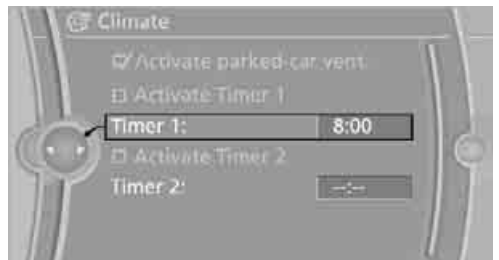 Climate
Activate parked-car vent.
Activate Timer 1
Timer 1: 8:00
Activate Timer 2
Timer 2: --:--